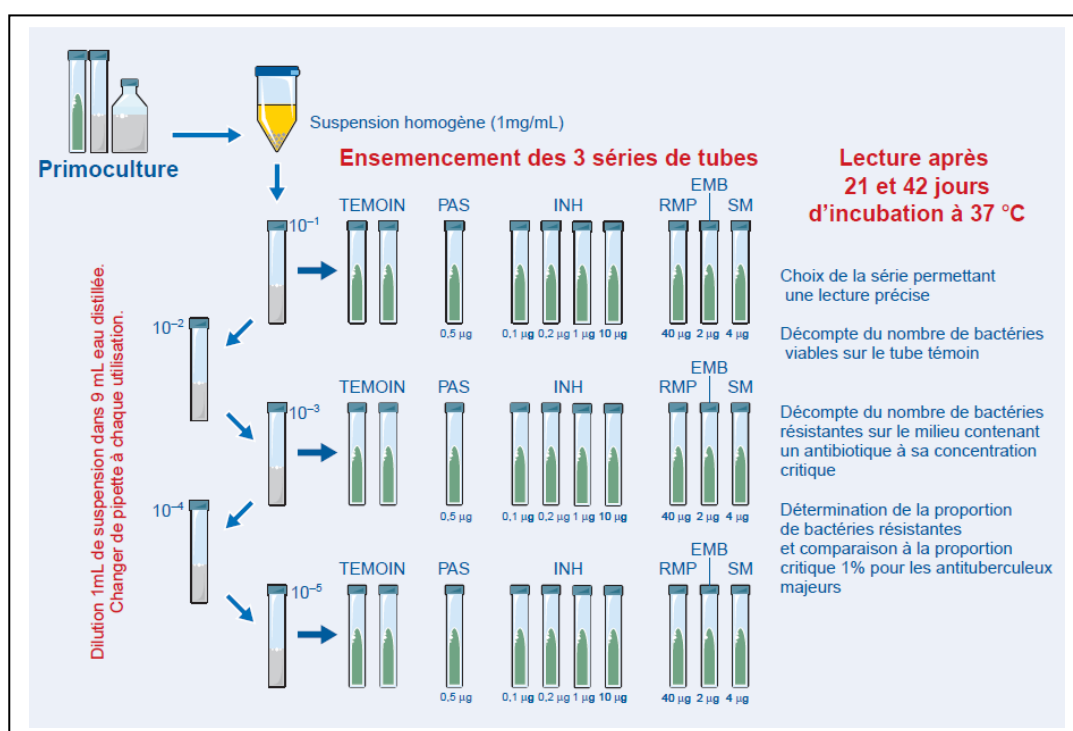 Primoculture
Suspension homogène (1mg/mL)
Ensemencement des 3 séries de tubes
Lecture après
21 et 42 jours
d'incubation à 37 °C
Dilution 1mL de suspension dans 9 mL eau distillée.
Changer de pipette à chaque utilisation.
10–1
TEMOIN
PAS
INH
RMP
EMB
SM
0,5 µg
0,1 µg 0,2 µg 1 µg 10 µg
40 µg 2 µg 4 µg
10–2
10–3
TEMOIN
PAS
INH
RMP
EMB
SM
0,5 µg
0,1 µg 0,2 µg 1 µg 10 µg
40 µg 2 µg 4 µg
10–4
10–5
TEMOIN
PAS
INH
RMP
EMB
SM
0,5 µg
0,1 µg 0,2 µg 1 µg 10 µg
40 µg 2 µg 4 µg
Choix de la série permettant
une lecture précise
Décompte du nombre de bactéries
viables sur le tube témoin
Décompte du nombre de bactéries
résistantes sur le milieu contenant
un antibiotique à sa concentration
critique
Détermination de la proportion
de bactéries résistantes
et comparaison à la proportion
critique 1% pour les antituberculeux
majeurs